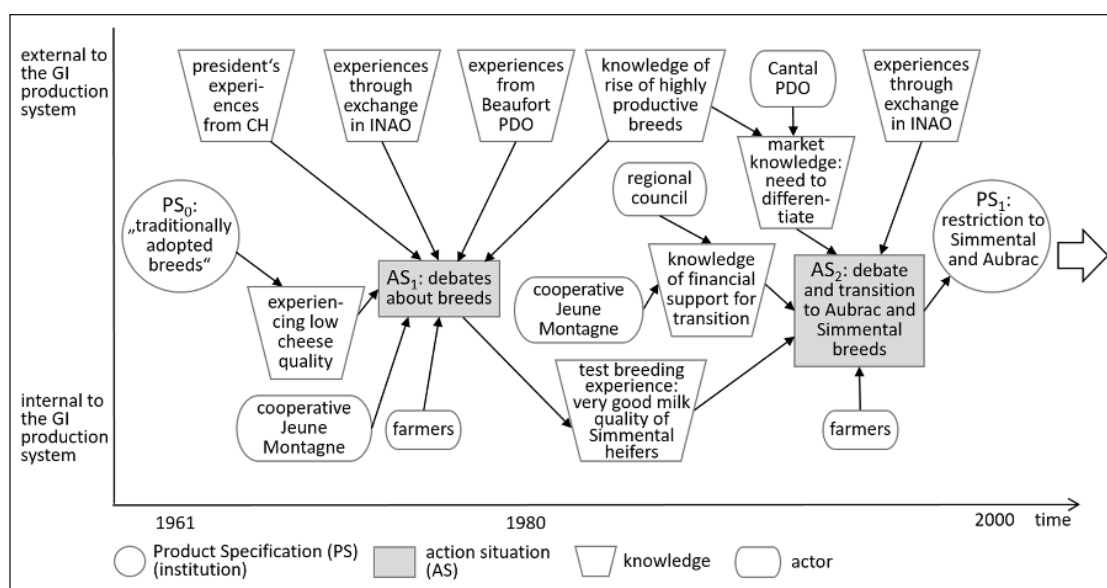 external to
the GI
production
system
president‘s
experi-
ences
from CH
experiences
through
exchange
in INAO
experiences
from
Beaufort
PDO
knowledge of
rise of highly
productive
breeds
Cantal
PDO
experiences
through
exchange
in INAO
market
knowledge:
need to
differen-
tiate
regional
council
PS0:
„traditionally
adopted
breeds“
PS1:
restriction to
Simmental
and Aubrac
AS1: debates
about breeds
knowledge
of financial
support for
transition
AS2: debate
and transition
to Aubrac and
Simmental
breeds
experien-
cing low
cheese
quality
cooperative
Jeune
Montagne
test breeding
experience:
very good milk
quality of
Simmental
heifers
internal to
the GI
production
system
cooperative
Jeune
Montagne
farmers
farmers
1961
1980
2000
time
Product Specification (PS)
(institution)
action situation
(AS)
knowledge
actor